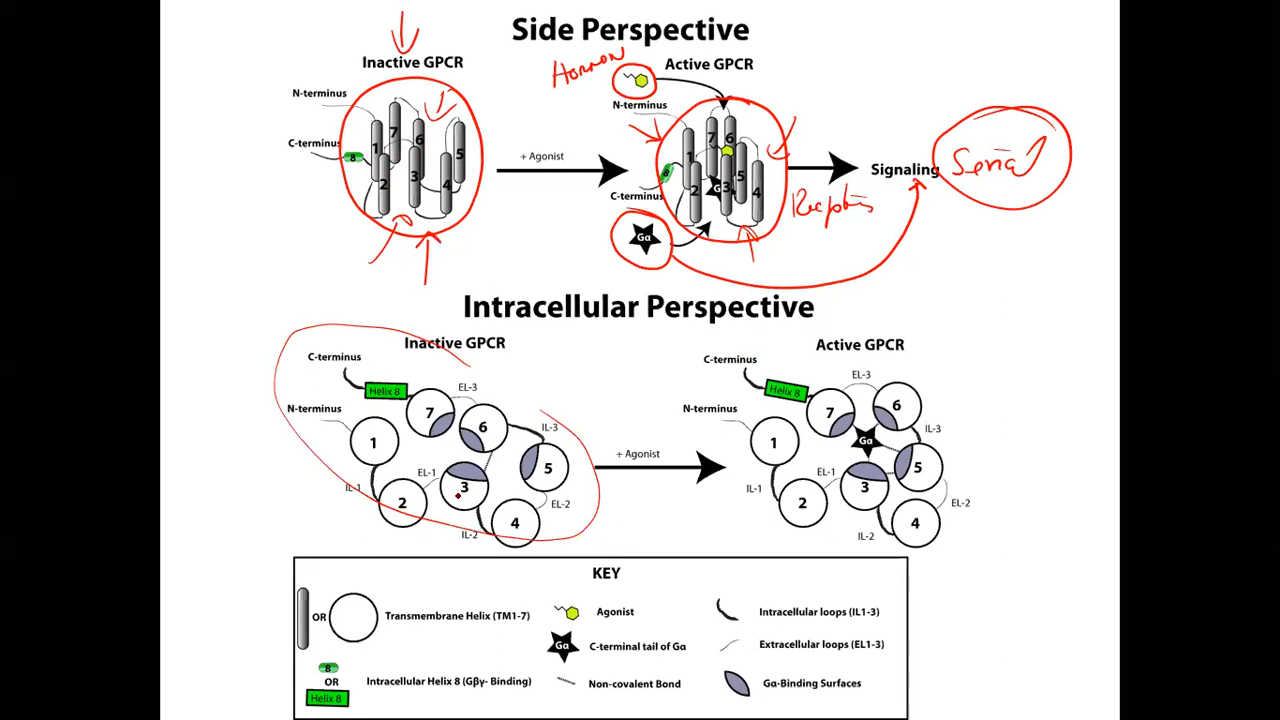 Side Perspective
Inactive GPCR
N-terminus
C-terminus
8
1
7
6
5
2
3
4
+ Agonist
Hormon
Active GPCR
N-terminus
C-terminus
8
1
7
6
5
2
3
4
Gα
Signaling
Receptors
Intracellular Perspective
Inactive GPCR
C-terminus
Helix 8
N-terminus
EL-3
7
6
IL-3
1
5
EL-1
3
IL-1
2
EL-2
4
IL-2
+ Agonist
Active GPCR
C-terminus
Helix 8
N-terminus
EL-3
7
6
IL-3
Gα
1
5
EL-1
3
IL-1
2
EL-2
4
IL-2
KEY
OR
Transmembrane Helix (TM1-7)
8
OR
Helix 8
Intracellular Helix 8 (Gβγ- Binding)
Agonist
Gα
C-terminal tail of Gα
Non-covalent Bond
Intracellular loops (IL1-3)
Extracellular loops (EL1-3)
Gα-Binding Surfaces